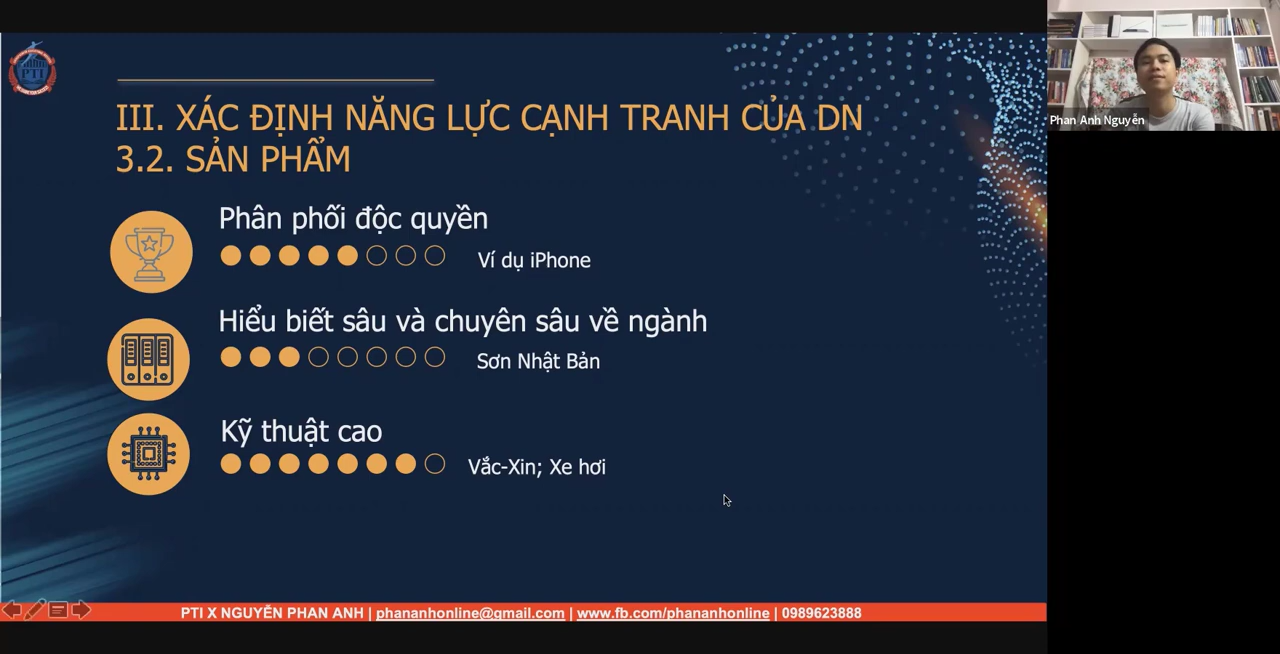 PTI
III. XÁC ĐỊNH NĂNG LỰC CẠNH TRANH CỦA DN
3.2. SẢN PHẨM
Phân phối độc quyền
Ví dụ iPhone
Hiểu biết sâu và chuyên sâu về ngành
Sơn Nhật Bản
Kỹ thuật cao
Vắc-Xin; Xe hơi
PTI X NGUYỄN PHAN ANH | phananhonline@gmail.com | www.fb.com/phananhonline | 0989623888
Phan Anh Nguyễn